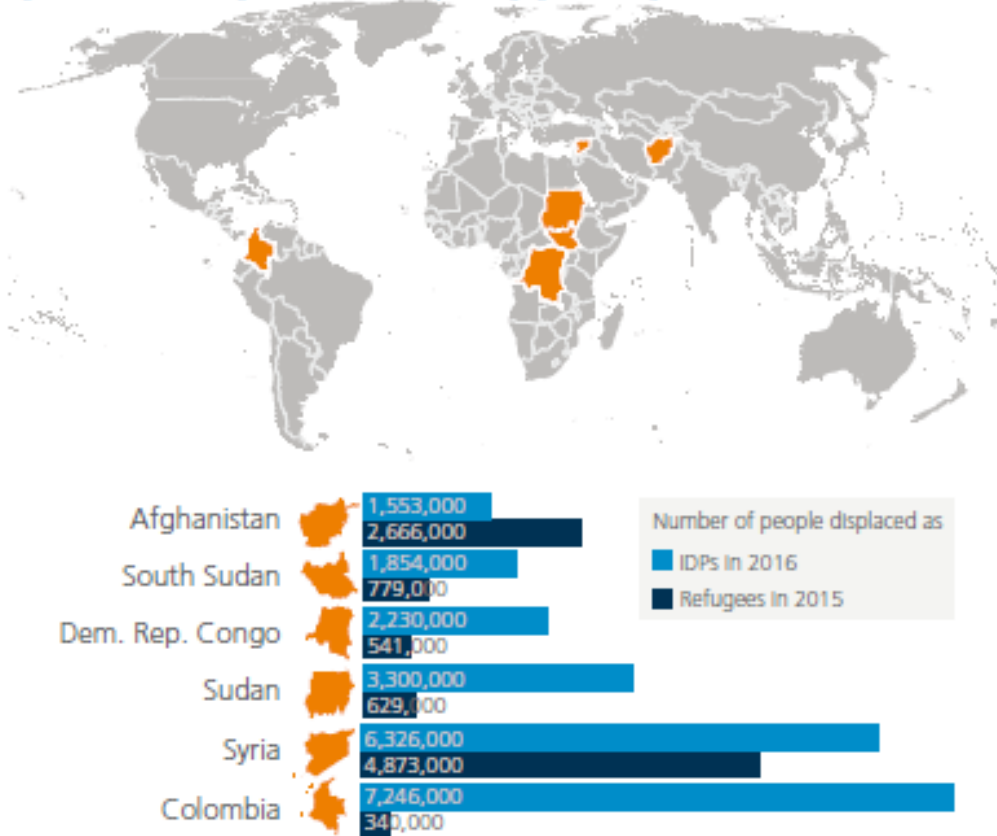 Afghanistan
1,553,000
2,666,000
South Sudan
1,854,000
779,000
Dem. Rep. Congo
2,230,000
541,000
Sudan
3,300,000
629,000
Syria
6,326,000
4,873,000
Colombia
7,246,000
340,000
Number of people displaced as
IDPs in 2016
Refugees in 2015